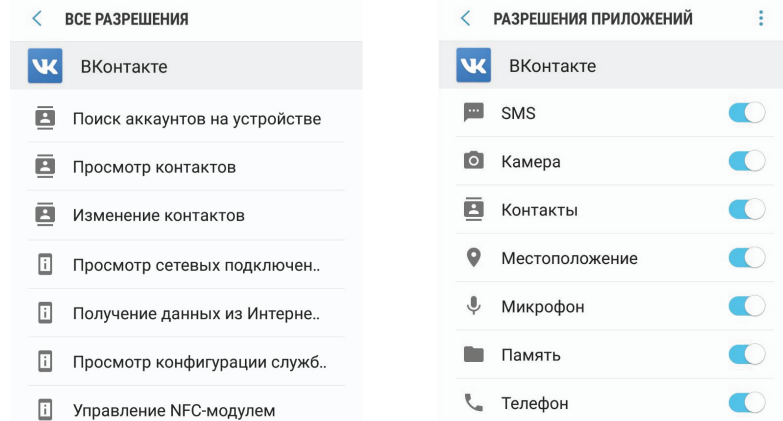 ВСЕ РАЗРЕШЕНИЯ
ВКонтакте
Поиск аккаунтов на устройстве
Просмотр контактов
Изменение контактов
Просмотр сетевых подключен..
Получение данных из Интерне..
Просмотр конфигурации служб..
Управление NFC-модулем
РАЗРЕШЕНИЯ ПРИЛОЖЕНИЙ
ВКонтакте
SMS
Камера
Контакты
Местоположение
Микрофон
Память
Телефон